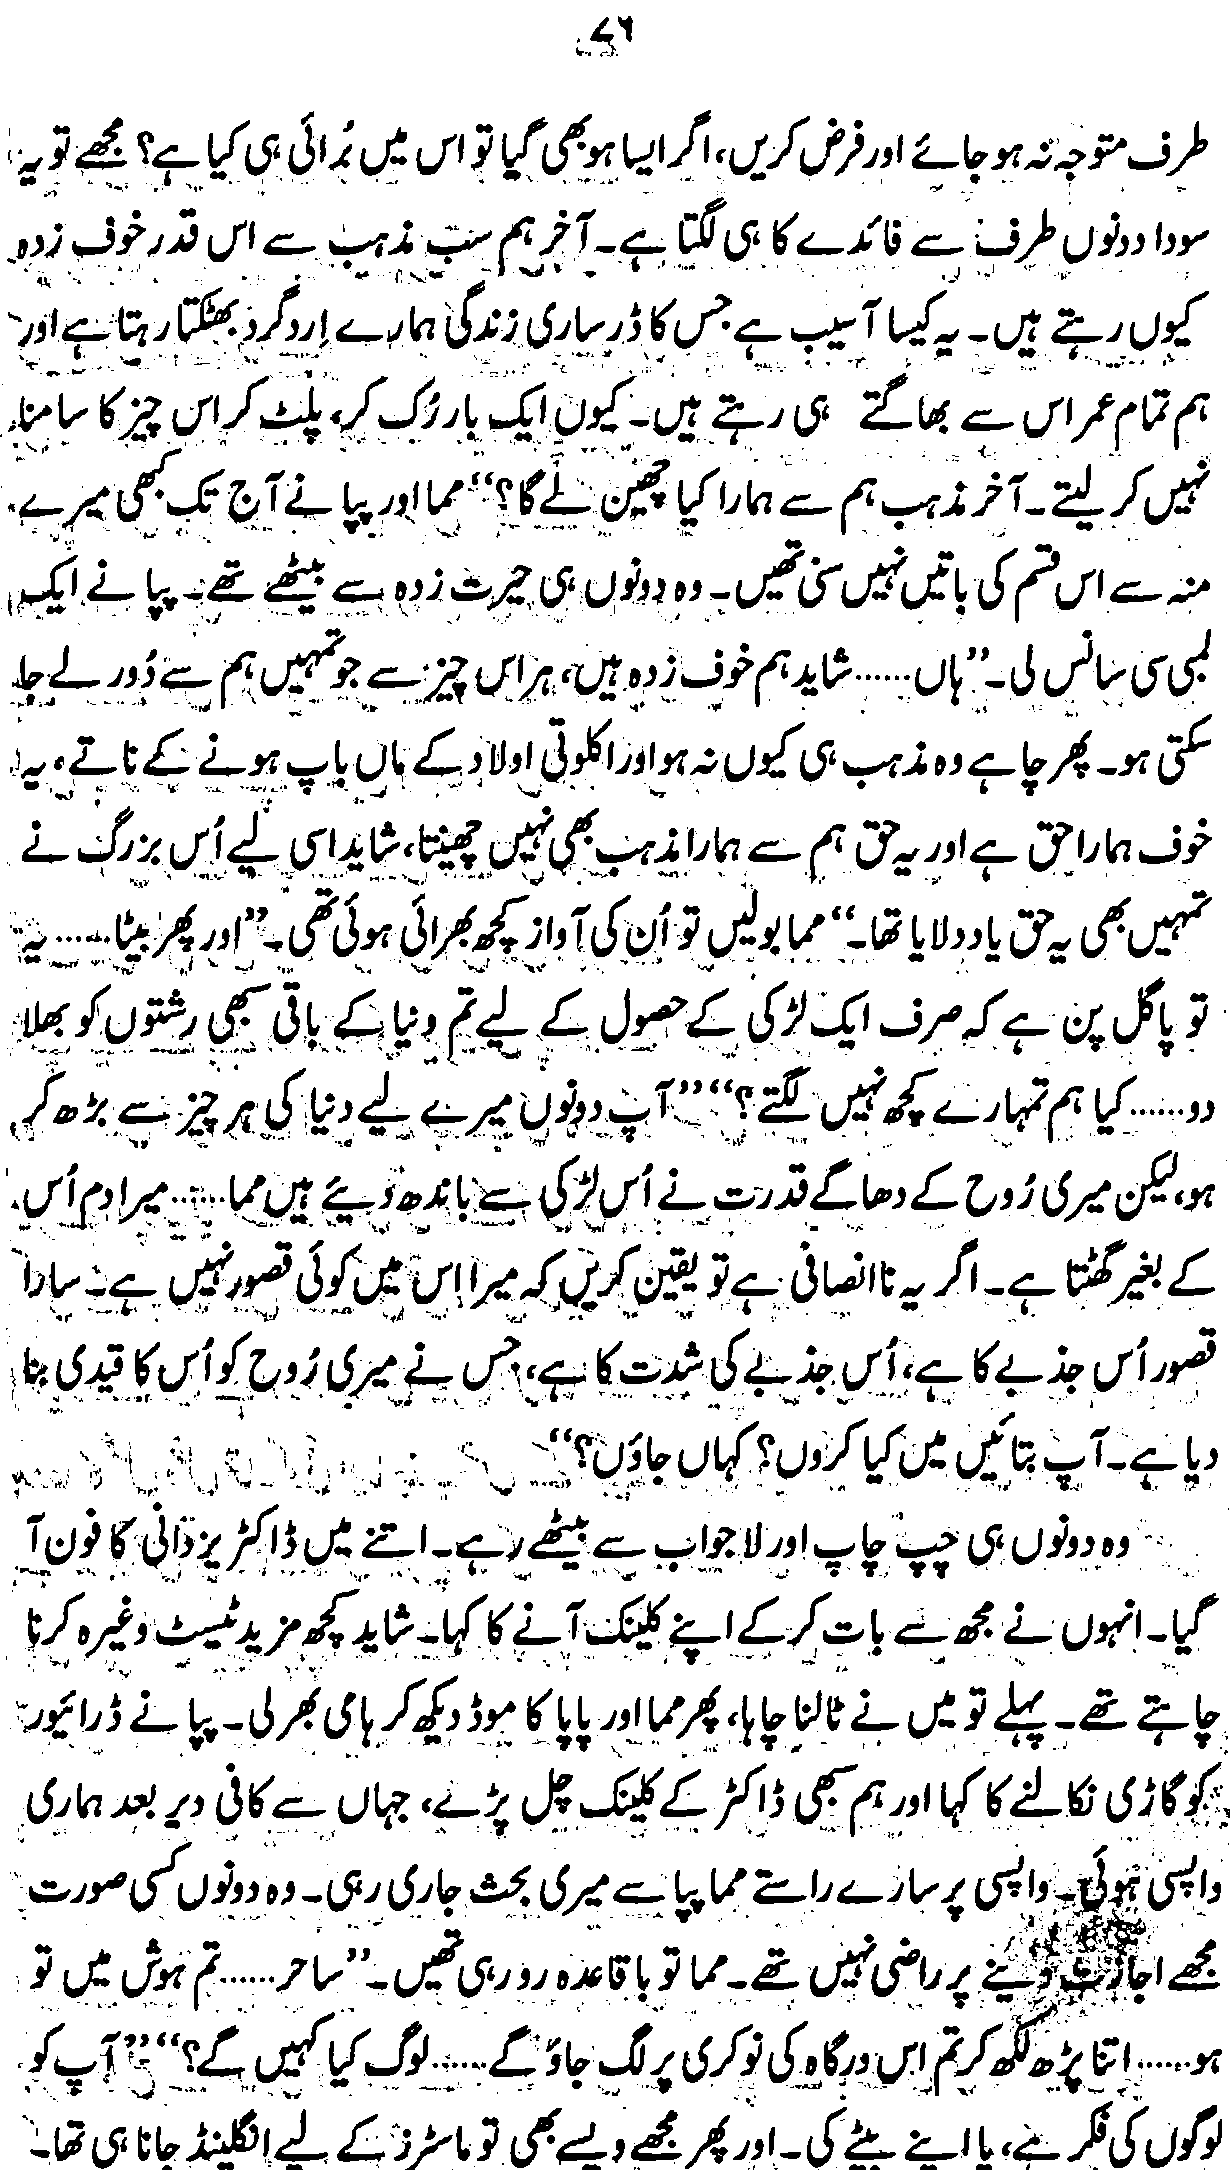 ۷۶
طرف متوجہ نہ ہو جائے اور فرض کریں، اگر ایسا ہو بھی گیا تو اس میں بُرائی ہی کیا ہے؟ مجھے تو یہ
سودا دونوں طرف سے فائدے کا ہی لگتا ہے۔ آخر ہم سب مذہب سے اس قدر خوف زدہ
کیوں رہتے ہیں۔ یہ کیسا آسیب ہے جس کا ڈر ساری زندگی ہمارے اِردگرد بھٹکتا رہتا ہے اور
ہم تمام عمر اس سے بھاگتے ہی رہتے ہیں۔ کیوں ایک بار رُک کر، پلٹ کر اس چیز کا سامنا
نہیں کر لیتے۔ آخر مذہب ہم سے ہمارا کیا چھین لے گا؟“ مما اور پپا نے آج تک کبھی میرے
منہ سے اس قسم کی باتیں نہیں سنی تھیں۔ وہ دونوں ہی حیرت زدہ سے بیٹھے تھے۔ پپا نے ایک
لمبی سی سانس لی۔ ”ہاں...... شاید ہم خوف زدہ ہیں، ہر اس چیز سے جو تمہیں ہم سے دُور لے جا
سکتی ہو۔ پھر چاہے وہ مذہب ہی کیوں نہ ہو اور اکلوتی اولاد کے ماں باپ ہونے کے ناتے، یہ
خوف ہمارا حق ہے اور یہ حق ہم سے ہمارا مذہب بھی نہیں چھینتا، شاید اسی لیے اُس بزرگ نے
تمہیں بھی یہ حق یاد دلایا تھا۔“ مما بولیں تو اُن کی آواز کچھ بھرائی ہوئی تھی۔ ”اور پھر بیٹا...... یہ
تو پاگل پن ہے کہ صرف ایک لڑکی کے حصول کے لیے تم دنیا کے باقی سبھی رشتوں کو بھلا
دو...... کیا ہم تمہارے کچھ نہیں لگتے؟“ ”آپ دونوں میرے لیے دنیا کی ہر چیز سے بڑھ کر
ہو، لیکن میری رُوح کے دھاگے قدرت نے اُس لڑکی سے باندھ دیئے ہیں مما...... میرا دم اُس
کے بغیر گھٹتا ہے۔ اگر یہ ناانصافی ہے تو یقین کریں کہ میرا اس میں کوئی قصور نہیں ہے۔ سارا
قصور اُس جذبے کا ہے، اُس جذبے کی شدت کا ہے، جس نے میری رُوح کو اُس کا قیدی بنا
دیا ہے۔ آپ بتائیں میں کیا کروں؟ کہاں جاؤں؟“
وہ دونوں ہی چپ چاپ اور لاجواب سے بیٹھے رہے۔ اتنے میں ڈاکٹر یزدانی کا فون آ
گیا۔ انہوں نے مجھ سے بات کر کے اپنے کلینک آنے کا کہا۔ شاید کچھ مزید ٹیسٹ وغیرہ کرنا
چاہتے تھے۔ پہلے تو میں نے ٹالنا چاہا، پھر مما اور پاپا کا موڈ دیکھ کر ہامی بھر لی۔ پپا نے ڈرائیور
کو گاڑی نکالنے کا کہا اور ہم سبھی ڈاکٹر کے کلینک چل پڑے، جہاں سے کافی دیر بعد ہماری
واپسی ہوئی۔ واپسی پر سارے راستے مما پپا سے میری بحث جاری رہی۔ وہ دونوں کسی صورت
مجھے اجازت دینے پر راضی نہیں تھے۔ مما تو باقاعدہ رو رہی تھیں۔ ”ساحر...... تم ہوش میں تو
ہو...... اتنا پڑھ لکھ کر تم اس درگاہ کی نوکری پر لگ جاؤ گے...... لوگ کیا کہیں گے؟“ ”آپ کو
لوگوں کی فکر ہے، یا اپنے بیٹے کی۔ اور پھر مجھے ویسے بھی تو ماسٹرز کے لیے انگلینڈ جانا ہی تھا۔